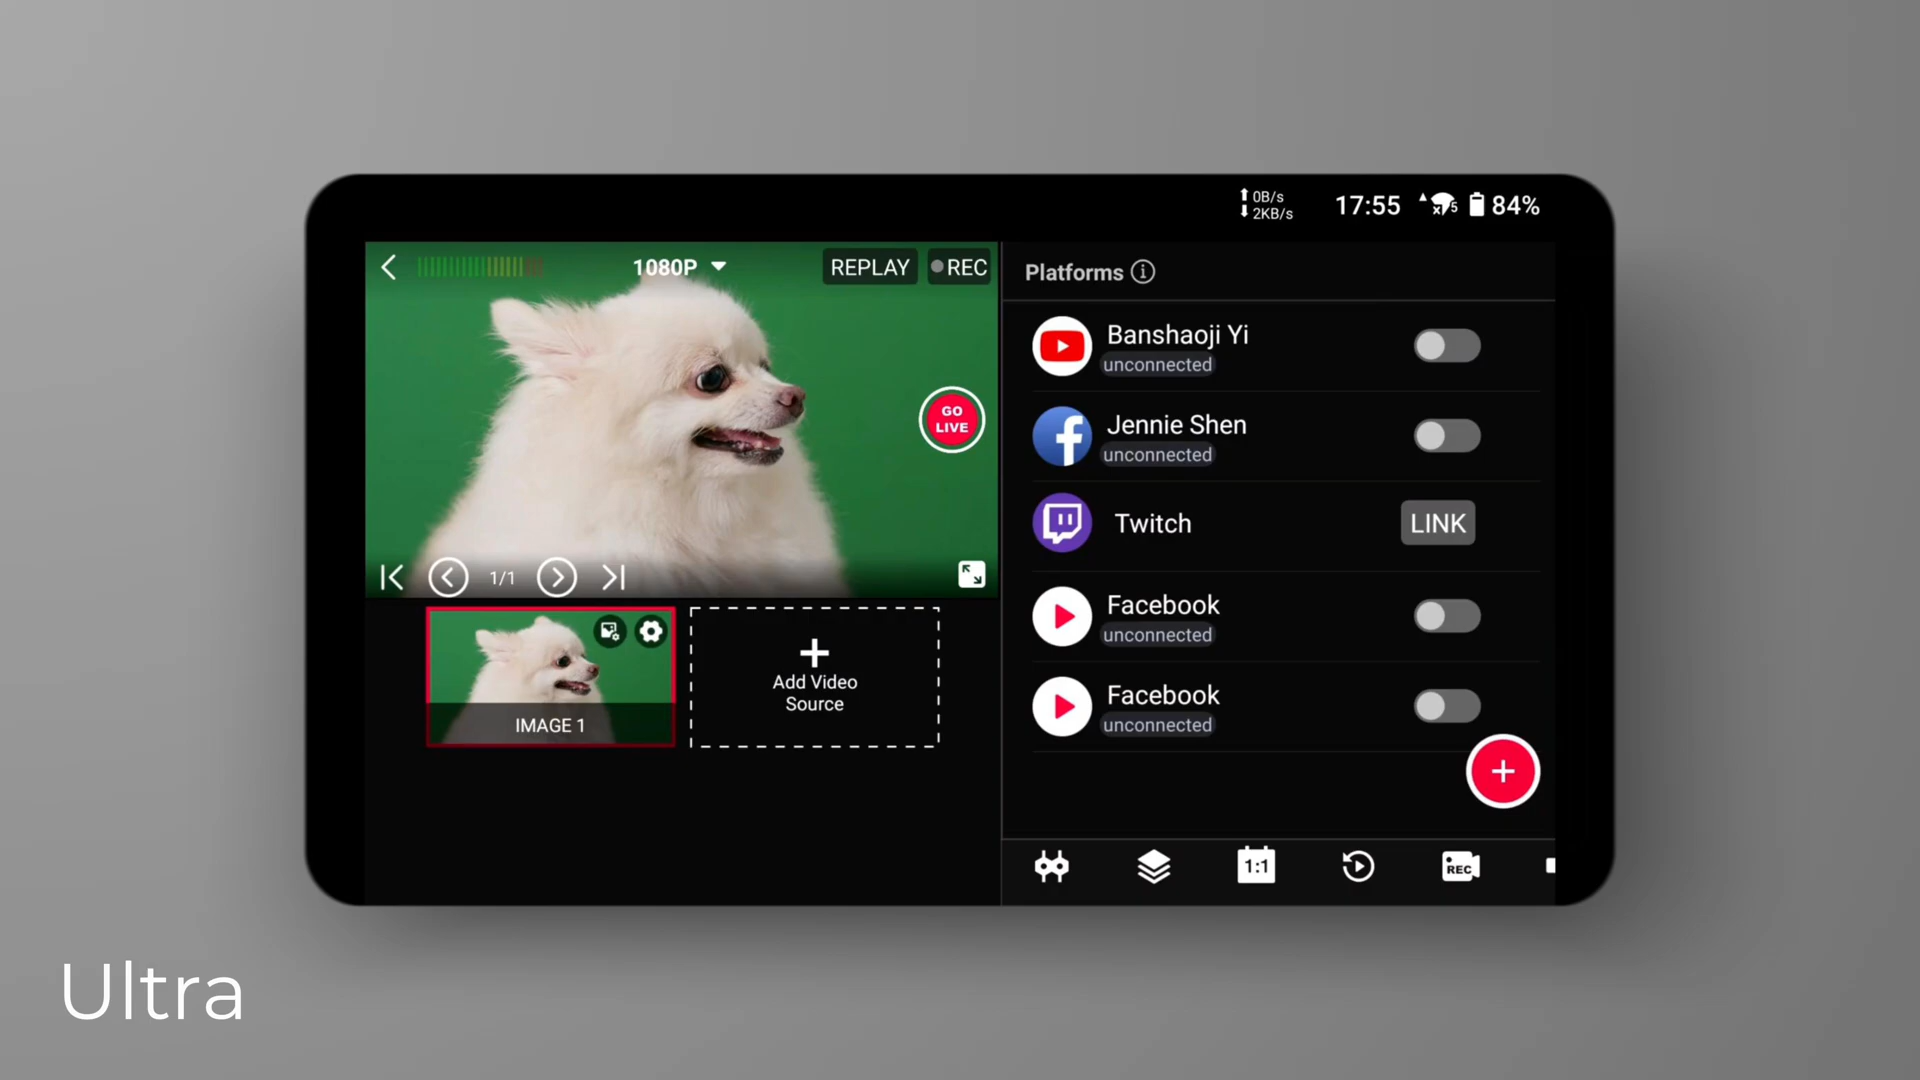 0B/s
2KB/s
17:55
5
84%
1080P
REPLAY
REC
Platforms
Banshaoji Yi
unconnected
Jennie Shen
unconnected
GO
LIVE
Twitch
LINK
1/1
Facebook
unconnected
IMAGE 1
Add Video
Source
Facebook
unconnected
1:1
REC
Ultra